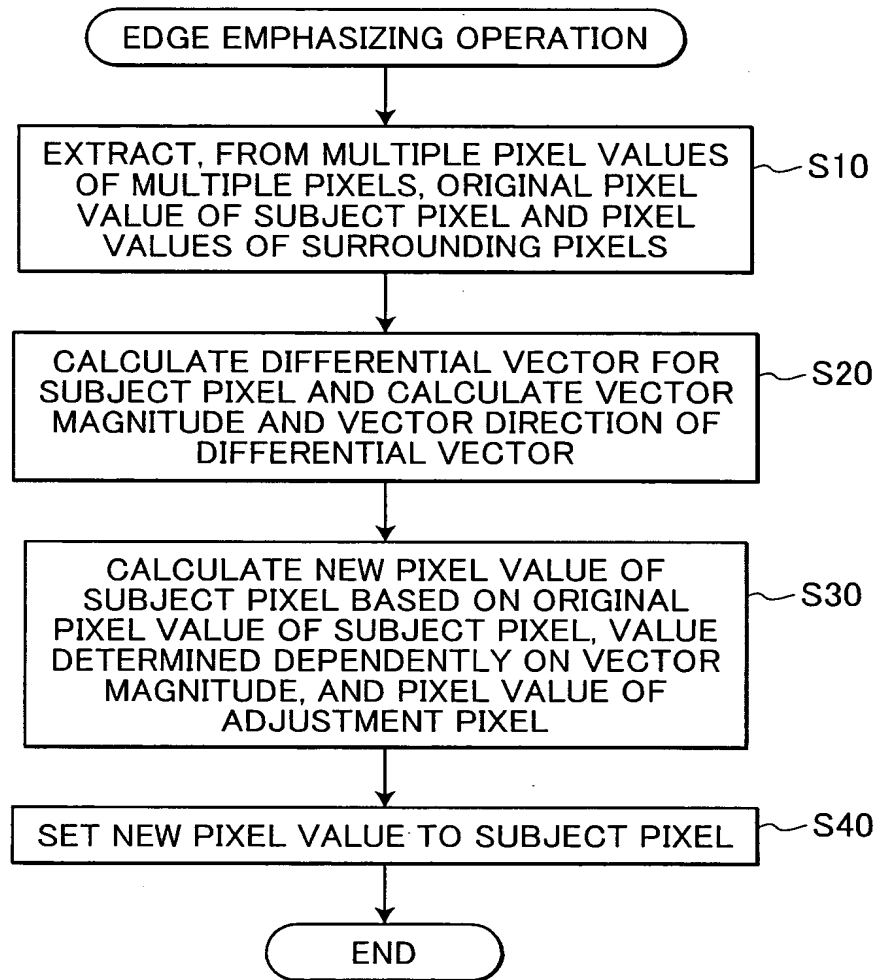 EDGE EMPHASIZING OPERATION
EXTRACT, FROM MULTIPLE PIXEL VALUES
OF MULTIPLE PIXELS, ORIGINAL PIXEL
VALUE OF SUBJECT PIXEL AND PIXEL
VALUES OF SURROUNDING PIXELS
S10
CALCULATE DIFFERENTIAL VECTOR FOR
SUBJECT PIXEL AND CALCULATE VECTOR
MAGNITUDE AND VECTOR DIRECTION OF
DIFFERENTIAL VECTOR
S20
CALCULATE NEW PIXEL VALUE OF
SUBJECT PIXEL BASED ON ORIGINAL
PIXEL VALUE OF SUBJECT PIXEL, VALUE
DETERMINED DEPENDENTLY ON VECTOR
MAGNITUDE, AND PIXEL VALUE OF
ADJUSTMENT PIXEL
S30
SET NEW PIXEL VALUE TO SUBJECT PIXEL
S40
END